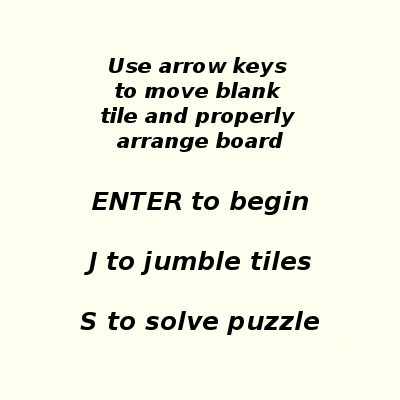 Use arrow keys
to move blank
tile and properly
arrange board
ENTER to begin
J to jumble tiles
S to solve puzzle